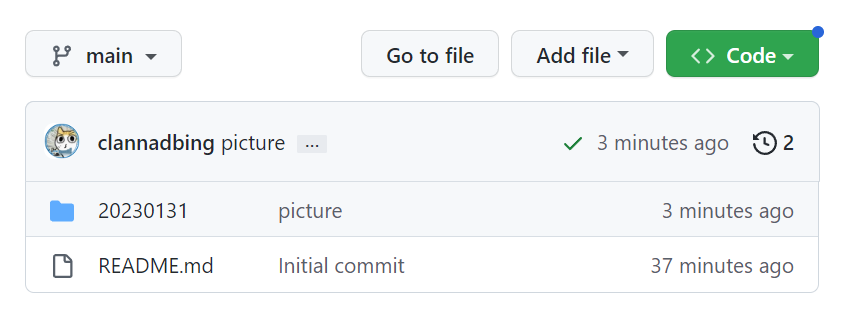 main Go to file Add file <> Code
clannadbing picture ... 3 minutes ago 2
20230131 picture 3 minutes ago
README.md Initial commit 37 minutes ago